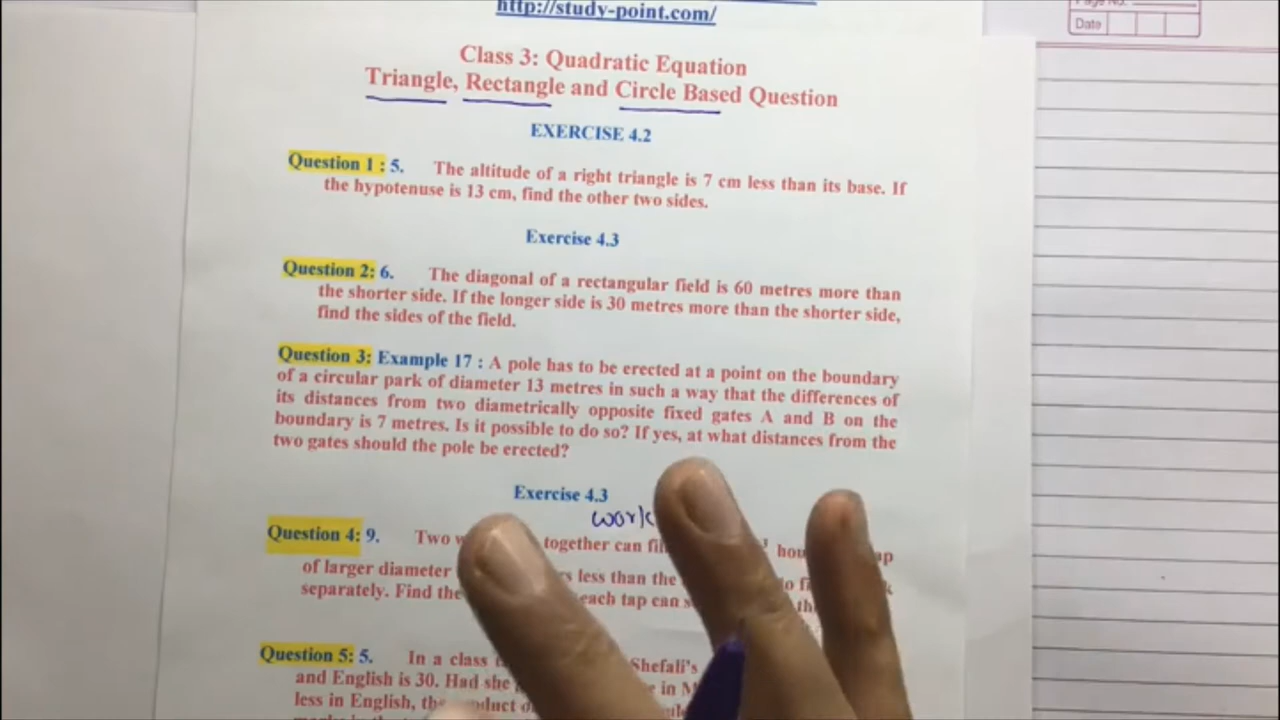 http://study-point.com/
Page No.
Date
Class 3: Quadratic Equation
Triangle, Rectangle and Circle Based Question
EXERCISE 4.2
Question 1 : 5. The altitude of a right triangle is 7 cm less than its base. If
the hypotenuse is 13 cm, find the other two sides.
Exercise 4.3
Question 2: 6. The diagonal of a rectangular field is 60 metres more than
the shorter side. If the longer side is 30 metres more than the shorter side,
find the sides of the field.
Question 3: Example 17 : A pole has to be erected at a point on the boundary
of a circular park of diameter 13 metres in such a way that the differences of
its distances from two diametrically opposite fixed gates A and B on the
boundary is 7 metres. Is it possible to do so? If yes, at what distances from the
two gates should the pole be erected?
Exercise 4.3
work
Question 4: 9. Two together can
of larger diameter less than the
separately. Find the each tap can
Question 5: 5. In a class Shefali's
and English is 30. Had she in
less in English, the